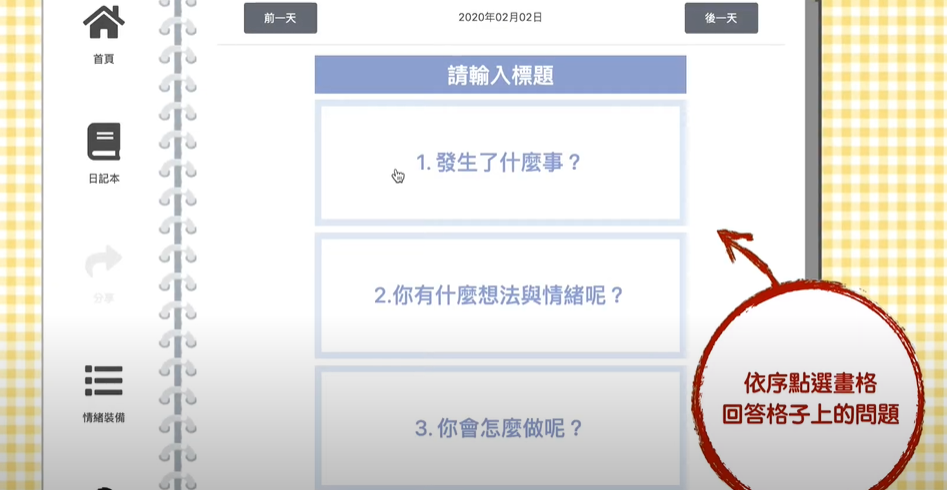 前一天
2020年02月02日
後一天
首頁
請輸入標題
1. 發生了什麼事？
日記本
2.你有什麼想法與情緒呢？
分享
情緒裝備
3. 你會怎麼做呢？
依序點選畫格
回答格子上的問題